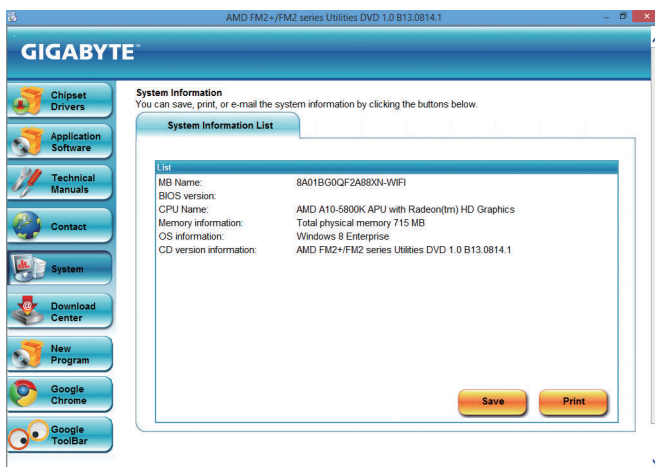 AMD FM2+/FM2 series Utilities DVD 1.0 B13.0814.1
GIGABYTE™
Chipset
Drivers
Application
Software
Technical
Manuals
Contact
System
Download
Center
New
Program
Google
Chrome
Google
ToolBar
System Information
You can save, print, or e-mail the system information by clicking the buttons below.
System Information List
List
MB Name: 8A01BG0QF2A88XN-WIFI
BIOS version:
CPU Name: AMD A10-5800K APU with Radeon(tm) HD Graphics
Memory information: Total physical memory 715 MB
OS information: Windows 8 Enterprise
CD version information: AMD FM2+/FM2 series Utilities DVD 1.0 B13.0814.1
Save Print